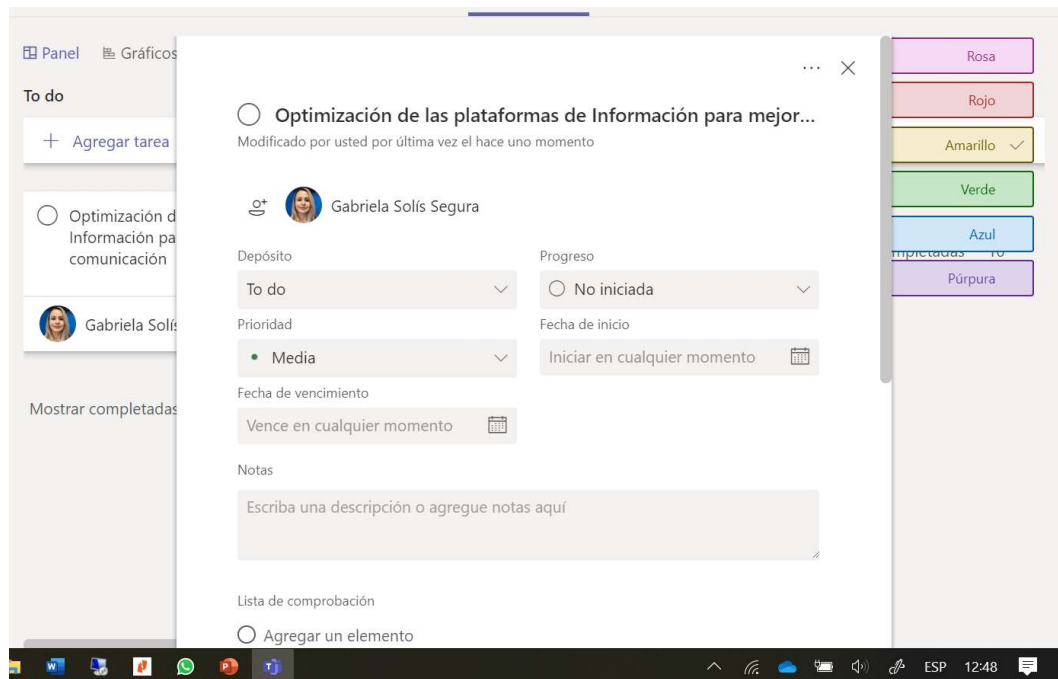 Panel Gráficos
To do
Agregar tarea
Optimización d
Información pa
comunicación
Gabriela Solís
Mostrar completadas
Optimización de las plataformas de Información para mejor...
Modificado por usted por última vez el hace uno momento
Gabriela Solís Segura
Depósito Progreso
To do No iniciada
Prioridad Fecha de inicio
Media Iniciar en cualquier momento
Fecha de vencimiento
Vence en cualquier momento
Notas
Escriba una descripción o agregue notas aquí
Lista de comprobación
Agregar un elemento
Rosa
Rojo
Amarillo
Verde
Azul
Púrpura
ESP 12:48